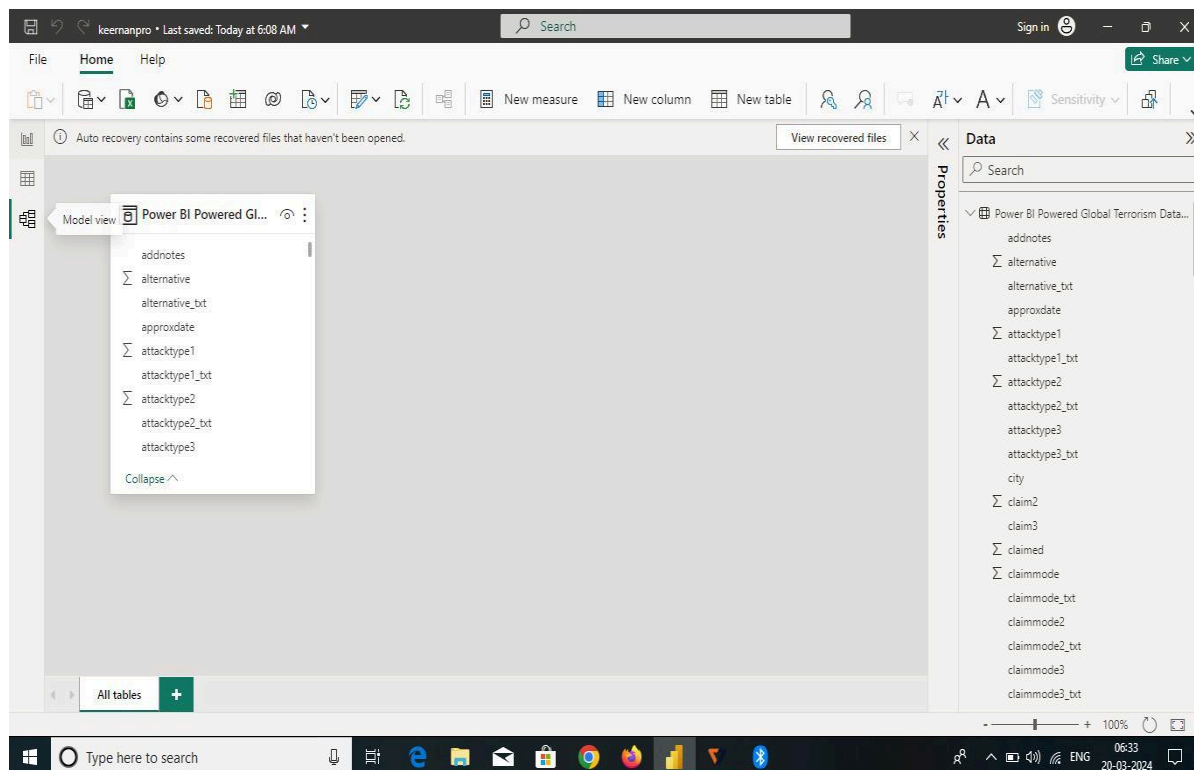 keernanpro • Last saved: Today at 6:08 AM
Search
Sign in
File
Home
Help
Share
New measure
New column
New table
Sensitivity
Auto recovery contains some recovered files that haven't been opened.
View recovered files
Model view
Power BI Powered Gl...
addnotes
∑ alternative
alternative_txt
approxdate
∑ attacktype1
attacktype1_txt
∑ attacktype2
attacktype2_txt
attacktype3
Collapse
Properties
Data
Search
Power BI Powered Global Terrorism Data...
addnotes
∑ alternative
alternative_txt
approxdate
∑ attacktype1
attacktype1_txt
∑ attacktype2
attacktype2_txt
attacktype3
attacktype3_txt
city
∑ claim2
claim3
∑ claimed
∑ claimmode
claimmode_txt
claimmode2
claimmode2_txt
claimmode3
claimmode3_txt
All tables
+
- + 100%
Type here to search
ENG
06:33
20-03-2024